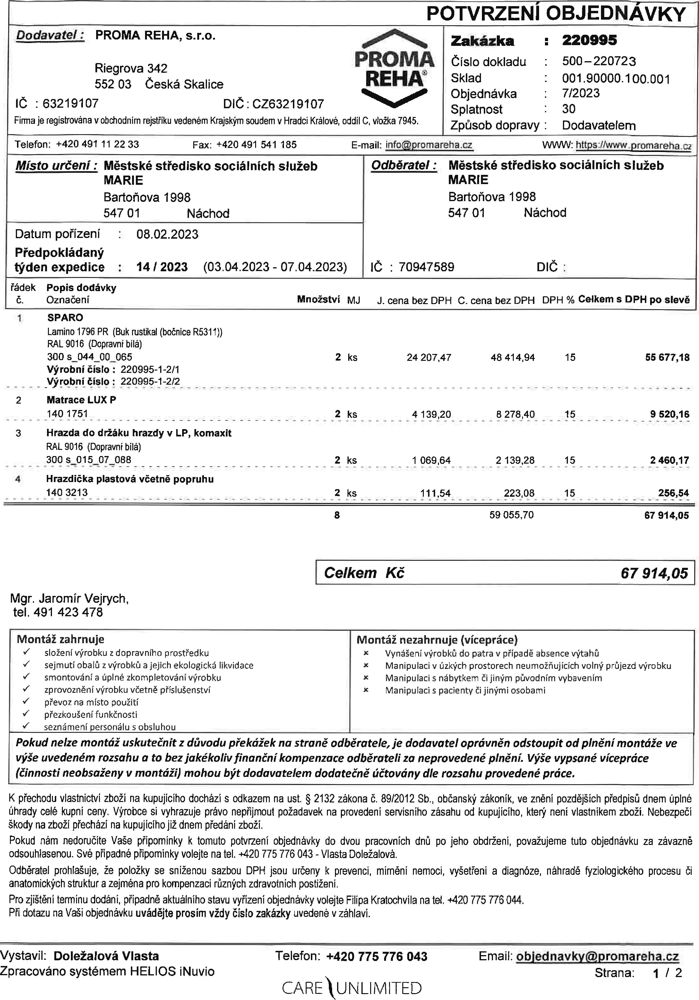 POTVRZENÍ OBJEDNÁVKY
Dodavatel : PROMA REHA, s.r.o.
Riegrova 342
552 03 Česká Skalice
IČ : 63219107 DIČ : CZ63219107
Firma je registrována v obchodním rejstříku vedeném Krajským soudem v Hradci Králové, oddíl C, vložka 7945.
PROMA
REHA®
Zakázka : 220995
Číslo dokladu : 500–220723
Sklad : 001.90000.100.001
Objednávka : 7/2023
Splatnost : 30
Způsob dopravy : Dodavatelem
Telefon: +420 491 11 22 33 Fax: +420 491 541 185 E-mail: info@promareha.cz WWW: https://www.promareha.cz
Místo určení : Městské středisko sociálních služeb
MARIE
Bartoňova 1998
547 01 Náchod
Odběratel : Městské středisko sociálních služeb
MARIE
Bartoňova 1998
547 01 Náchod
Datum pořízení : 08.02.2023
Předpokládaný
týden expedice : 14 / 2023 (03.04.2023 - 07.04.2023)
IČ : 70947589 DIČ :
řádek Popis dodávky
č. Označení Množství MJ J. cena bez DPH C. cena bez DPH DPH % Celkem s DPH po slevě
1 SPARO
Lamino 1796 PR (Buk rustikal (bočnice R5311))
RAL 9016 (Dopravní bílá)
300 s_044_00_065 2 ks 24 207,47 48 414,94 15 55 677,18
Výrobní číslo : 220995-1-2/1
Výrobní číslo : 220995-1-2/2
2 Matrace LUX P
140 1751 2 ks 4 139,20 8 278,40 15 9 520,16
3 Hrazda do držáku hrazdy v LP, komaxit
RAL 9016 (Dopravní bílá)
300 s_015_07_088 2 ks 1 069,64 2 139,28 15 2 460,17
4 Hrazdička plastová včetně popruhu
140 3213 2 ks 111,54 223,08 15 256,54
8 59 055,70 67 914,05
Celkem Kč 67 914,05
Mgr. Jaromír Vejrych,
tel. 491 423 478
Montáž zahrnuje
✓ složení výrobku z dopravního prostředku
✓ sejmutí obalů z výrobků a jejich ekologická likvidace
✓ smontování a úplné zkompletování výrobku
✓ zprovoznění výrobku včetně příslušenství
✓ převoz na místo použití
✓ přezkoušení funkčnosti
✓ seznámení personálu s obsluhou
Montáž nezahrnuje (vícepráce)
× Vynášení výrobků do patra v případě absence výtahů
× Manipulaci v úzkých prostorech neumožňujících volný průjezd výrobku
× Manipulaci s nábytkem či jiným původním vybavením
× Manipulaci s pacienty či jinými osobami
Pokud nelze montáž uskutečnit z důvodu překážek na straně odběratele, je dodavatel oprávněn odstoupit od plnění montáže ve
výše uvedeném rozsahu a to bez jakékoliv finanční kompenzace odběrateli za neprovedené plnění. Výše vypsané vícepráce
(činnosti neobsaženy v montáži) mohou být dodavatelem dodatečně účtovány dle rozsahu provedené práce.
K přechodu vlastnictví zboží na kupujícího dochází s odkazem na ust. § 2132 zákona č. 89/2012 Sb., občanský zákoník, ve znění pozdějších předpisů dnem úplné
úhrady celé kupní ceny. Výrobce si vyhrazuje právo nepřijmout požadavek na provedení servisního zásahu od kupujícího, který není vlastníkem zboží. Nebezpečí
škody na zboží přechází na kupujícího již dnem předání zboží.
Pokud nám nedoručíte Vaše připomínky k tomuto potvrzení objednávky do dvou pracovních dnů po jeho obdržení, považujeme tuto objednávku za závazně
odsouhlasenou. Své případné připomínky volejte na tel. +420 775 776 043 - Vlasta Doležalová.
Odběratel prohlašuje, že položky se sníženou sazbou DPH jsou určeny k prevenci, mírnění nemoci, vyšetření a diagnóze, náhradě fyziologického procesu či
anatomických struktur a zejména pro kompenzaci různých zdravotních postižení.
Pro zjištění termínu dodání, případně aktuálního stavu vyřízení objednávky volejte Filipa Kratochvíla na tel. +420 775 776 044.
Při dotazu na Vaši objednávku uvádějte prosím vždy číslo zakázky uvedené v záhlaví.
Vystavil: Doležalová Vlasta Telefon: +420 775 776 043 Email: objednavky@promareha.cz
Zpracováno systémem HELIOS iNuvio Strana: 1 / 2
CARE UNLIMITED